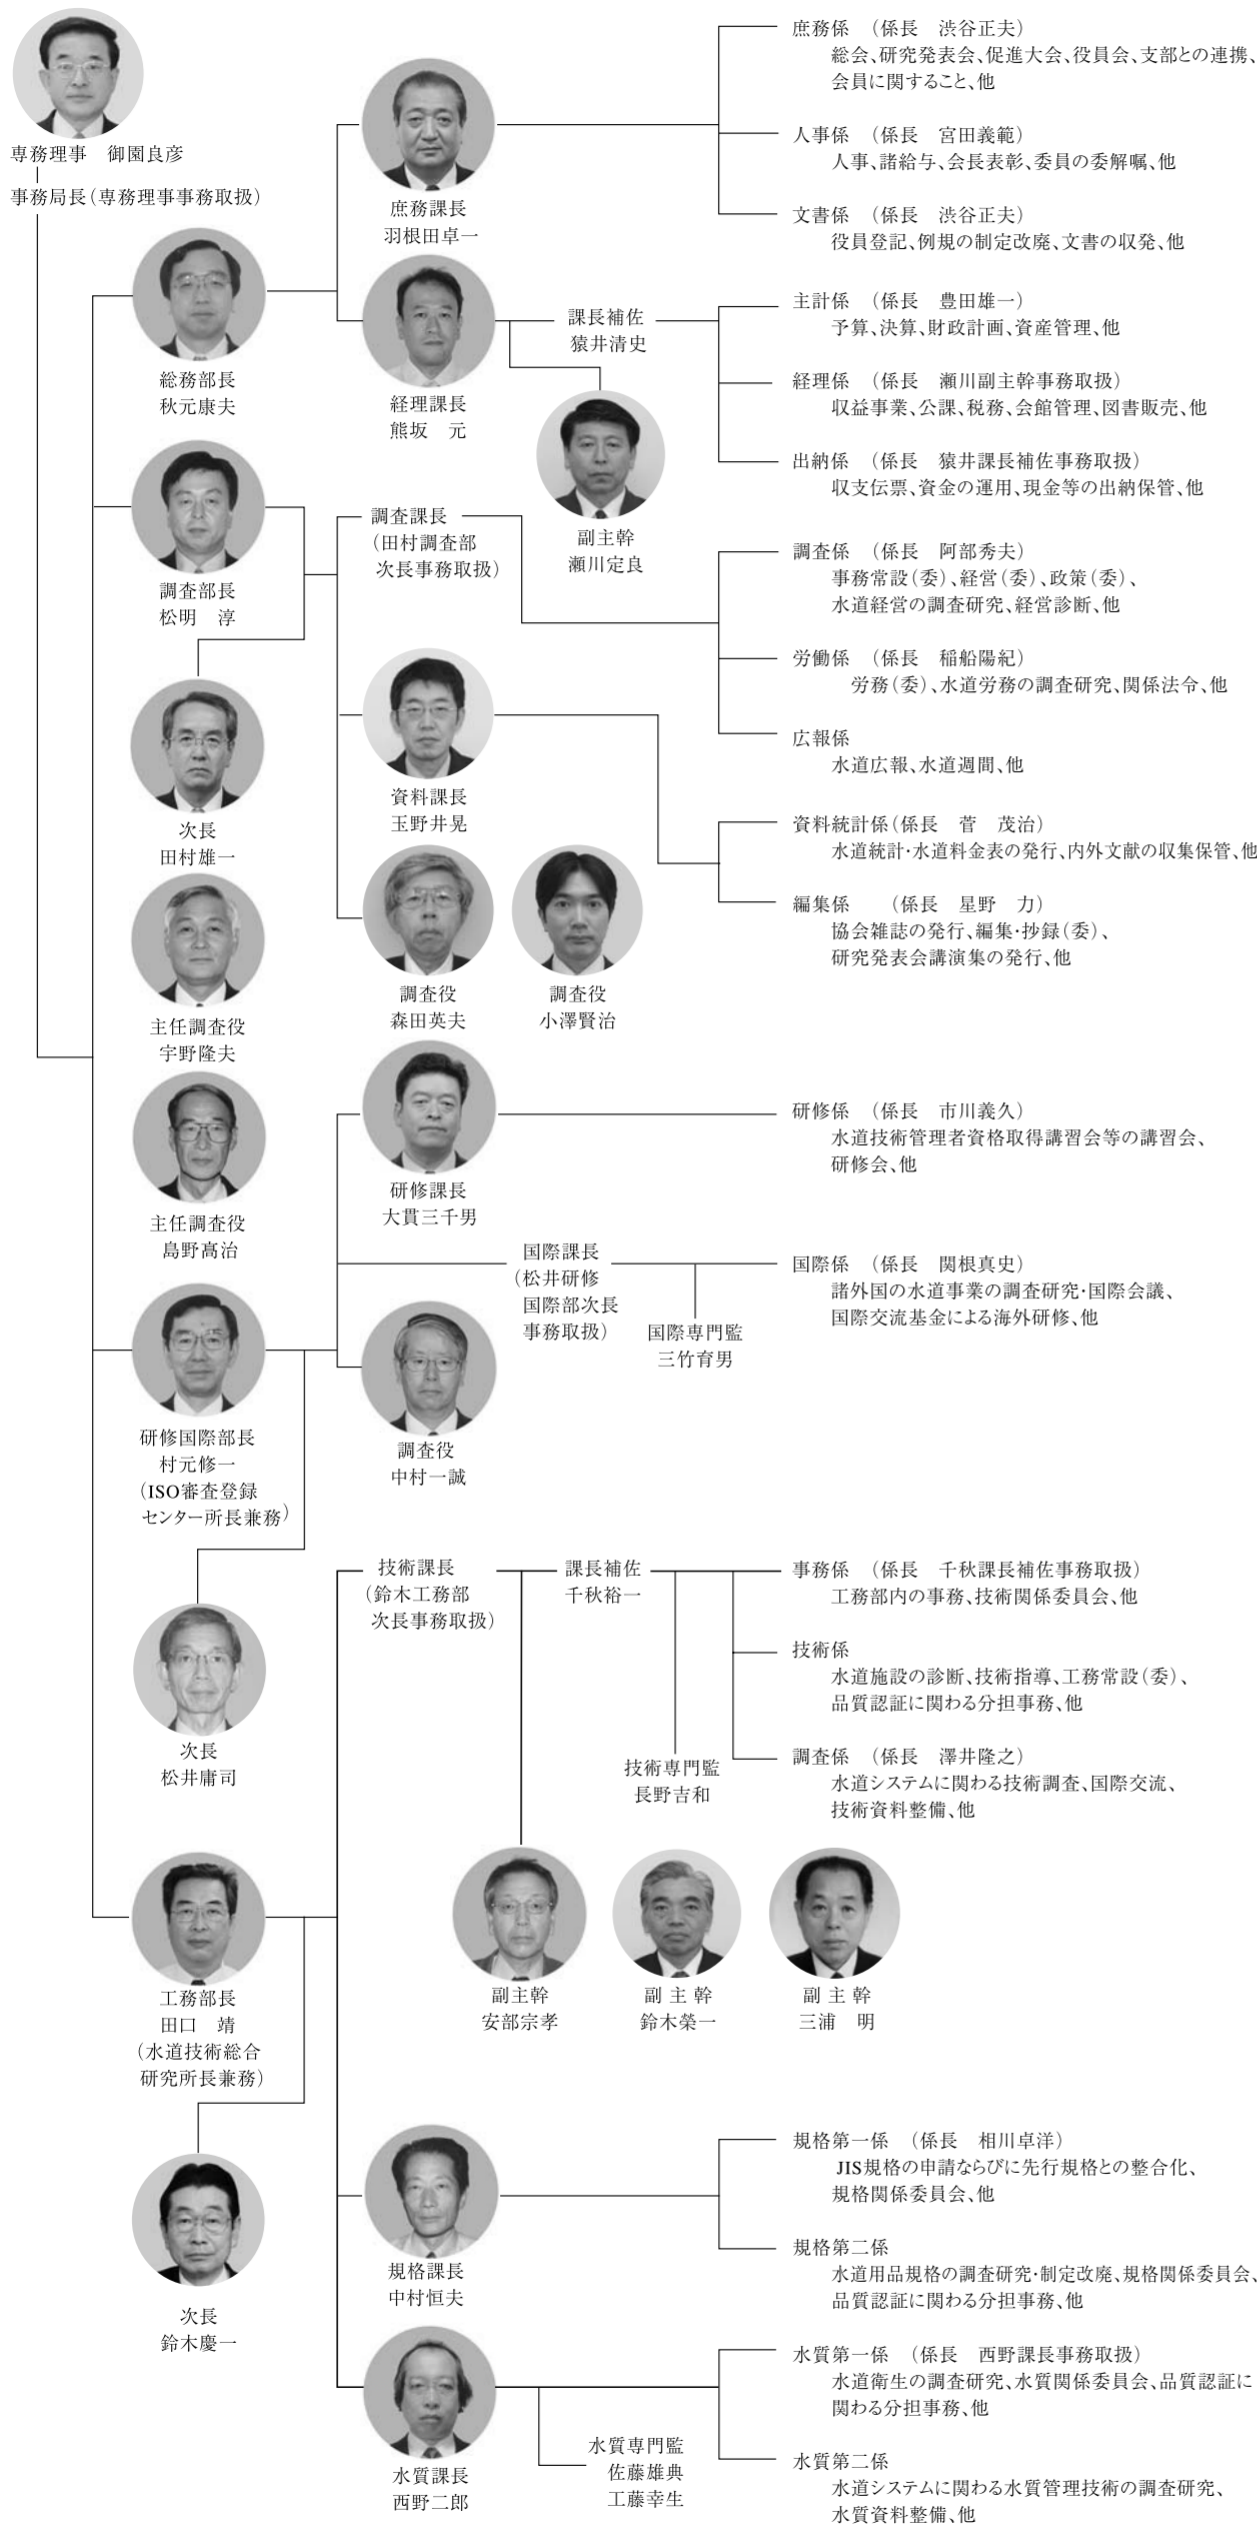 専務理事　御園良彦
事務局長（専務理事事務取扱）
総務部長
秋元康夫
庶務課長
羽根田卓一
庶務係　（係長　渋谷正夫）
総会、研究発表会、促進大会、役員会、支部との連携、
会員に関すること、他
人事係　（係長　宮田義範）
人事、諸給与、会長表彰、委員の委解嘱、他
文書係　（係長　渋谷正夫）
役員登記、例規の制定改廃、文書の収発、他
経理課長
熊坂　元
課長補佐
猿井清史
副主幹
瀬川定良
主計係　（係長　豊田雄一）
予算、決算、財政計画、資産管理、他
経理係　（係長　瀬川副主幹事務取扱）
収益事業、公課、税務、会館管理、図書販売、他
出納係　（係長　猿井課長補佐事務取扱）
収支伝票、資金の運用、現金等の出納保管、他
調査部長
松明　淳
次長
田村雄一
調査課長
（田村調査部
次長事務取扱）
調査係　（係長　阿部秀夫）
事務常設（委）、経営（委）、政策（委）、
水道経営の調査研究、経営診断、他
労働係　（係長　稲船陽紀）
労務（委）、水道労務の調査研究、関係法令、他
広報係
水道広報、水道週間、他
資料課長
玉野井晃
資料統計係（係長　菅　茂治）
水道統計・水道料金表の発行、内外文献の収集保管、他
編集係　　（係長　星野　力）
協会雑誌の発行、編集・抄録（委）、
研究発表会講演集の発行、他
調査役
森田英夫
調査役
小澤賢治
主任調査役
宇野隆夫
主任調査役
島野髙治
研修国際部長
村元修一
（ISO審査登録
センター所長兼務）
次長
松井庸司
研修課長
大貫三千男
研修係　（係長　市川義久）
水道技術管理者資格取得講習会等の講習会、
研修会、他
国際課長
（松井研修
国際部次長
事務取扱）
国際専門監
三竹育男
国際係　（係長　関根真史）
諸外国の水道事業の調査研究・国際会議、
国際交流基金による海外研修、他
調査役
中村一誠
工務部長
田口　靖
（水道技術総合
研究所長兼務）
次長
鈴木慶一
技術課長
（鈴木工務部
次長事務取扱）
課長補佐
千秋裕一
技術専門監
長野吉和
事務係　（係長　千秋課長補佐事務取扱）
工務部内の事務、技術関係委員会、他
技術係
水道施設の診断、技術指導、工務常設（委）、
品質認証に関わる分担事務、他
調査係　（係長　澤井隆之）
水道システムに関わる技術調査、国際交流、
技術資料整備、他
副主幹
安部宗孝
副 主 幹
鈴木榮一
副 主 幹
三浦　明
規格課長
中村恒夫
規格第一係　（係長　相川卓洋）
JIS規格の申請ならびに先行規格との整合化、
規格関係委員会、他
規格第二係
水道用品規格の調査研究・制定改廃、規格関係委員会、
品質認証に関わる分担事務、他
水質課長
西野二郎
水質専門監
佐藤雄典
工藤幸生
水質第一係　（係長　西野課長事務取扱）
水道衛生の調査研究、水質関係委員会、品質認証に
関わる分担事務、他
水質第二係
水道システムに関わる水質管理技術の調査研究、
水質資料整備、他